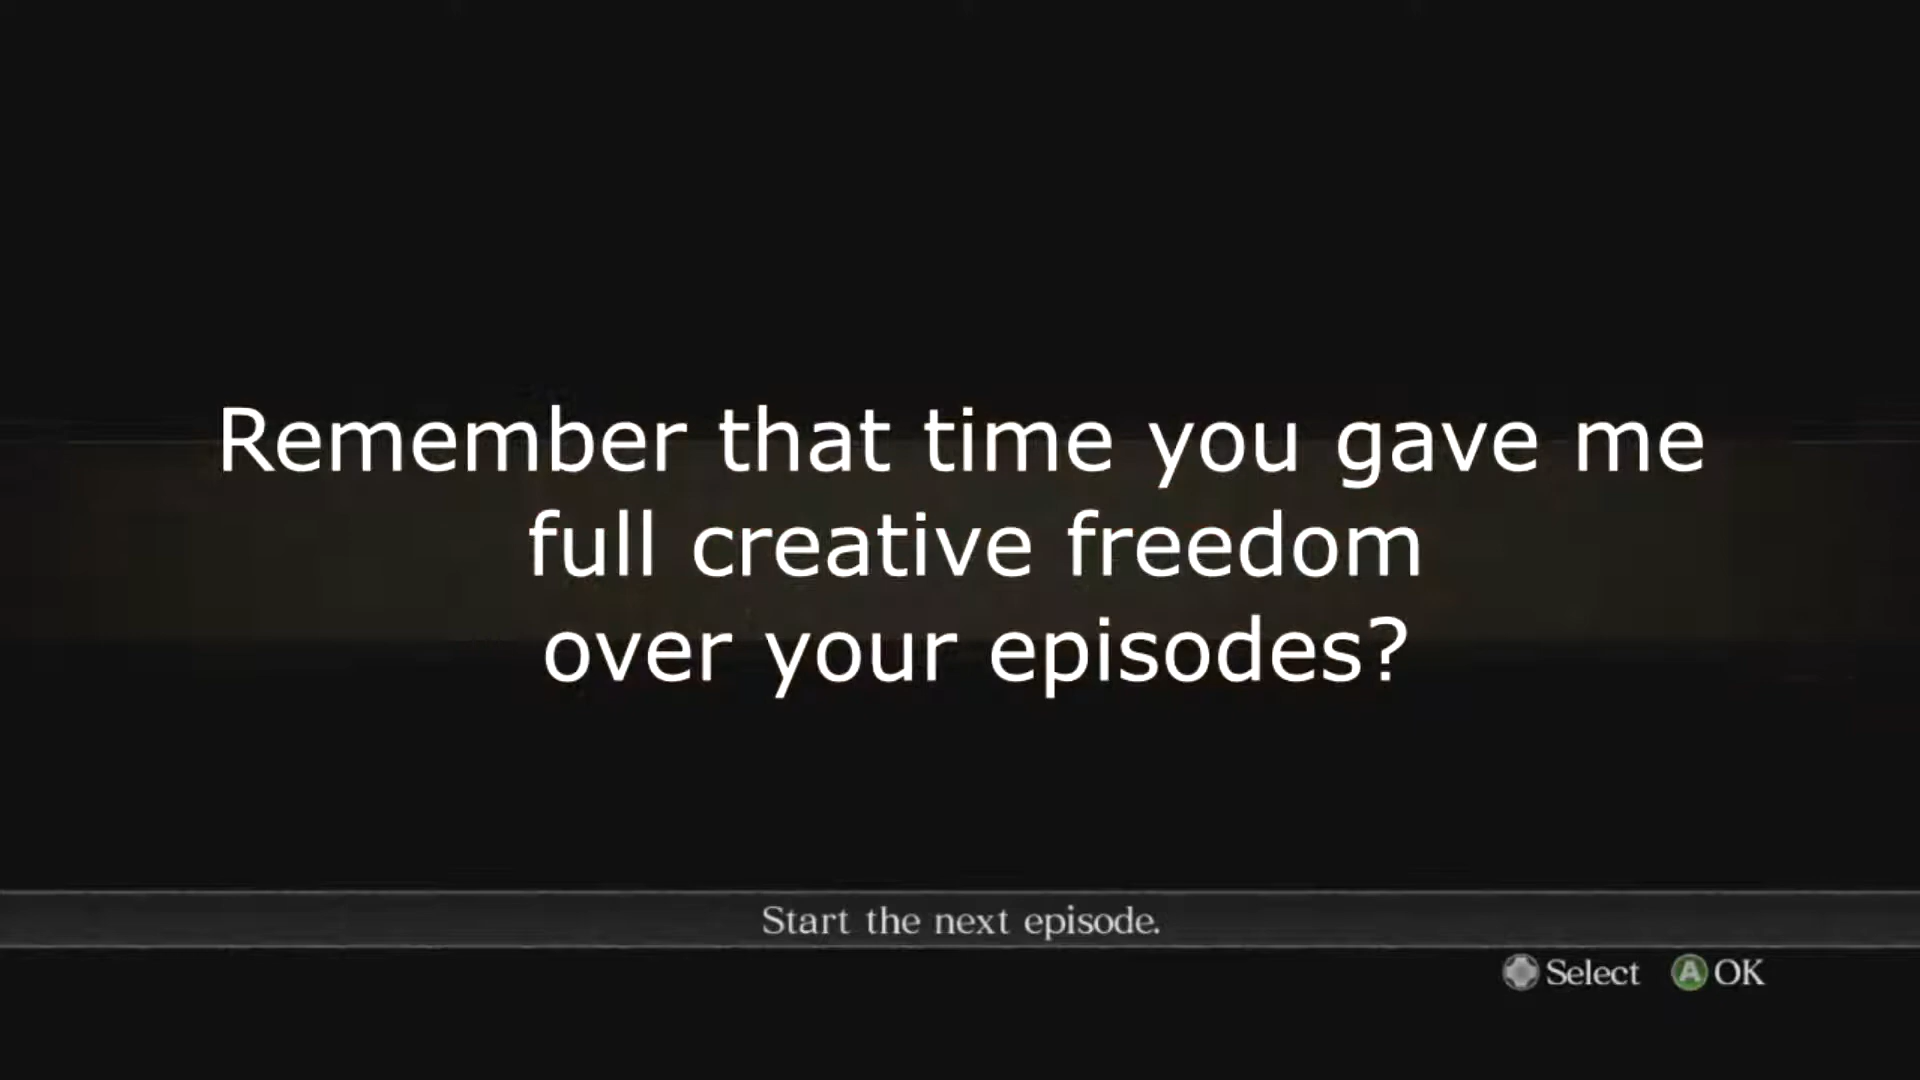 Remember that time you gave me
full creative freedom
over your episodes?
Start the next episode.
Select A OK